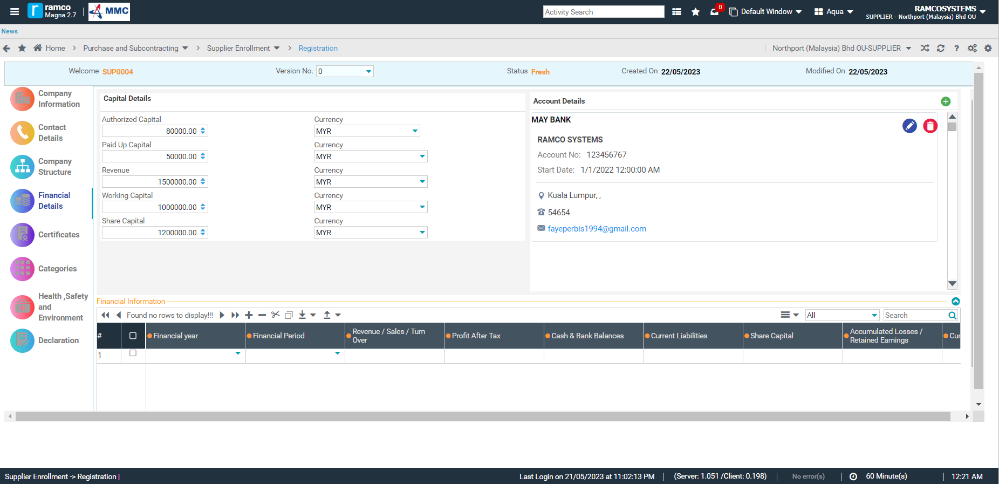 ramco
Magna 2.7
MMC
Activity Search
0
Default Window
Aqua
RAMCOSYSTEMS
SUPPLIER - Northport (Malaysia) Bhd OU
News
Home > Purchase and Subcontracting > Supplier Enrollment > Registration
Northport (Malaysia) Bhd OU-SUPPLIER
?
Welcome SUP0004
Version No. 0
Status Fresh
Created On 22/05/2023
Modified On 22/05/2023
Company
Information
Contact
Details
Company
Structure
Financial
Details
Certificates
Categories
Health ,Safety
and
Environment
Declaration
Capital Details
Authorized Capital
80000.00
Currency
MYR
Paid Up Capital
50000.00
Currency
MYR
Revenue
1500000.00
Currency
MYR
Working Capital
1000000.00
Currency
MYR
Share Capital
1200000.00
Currency
MYR
Account Details
MAY BANK
RAMCO SYSTEMS
Account No: 123456767
Start Date: 1/1/2022 12:00:00 AM
Kuala Lumpur, ,
54654
fayeperbis1994@gmail.com
Financial Information
Found no rows to display!!!
All
Search
#
Financial year
Financial Period
Revenue / Sales / Turn
Over
Profit After Tax
Cash & Bank Balances
Current Liabilities
Share Capital
Accumulated Losses /
Retained Earnings
Cur
1
Supplier Enrollment -> Registration |
Last Login on 21/05/2023 at 11:02:13 PM
(Server: 1.051 /Client: 0.198)
No error(s)
60 Minute(s)
12:21 AM